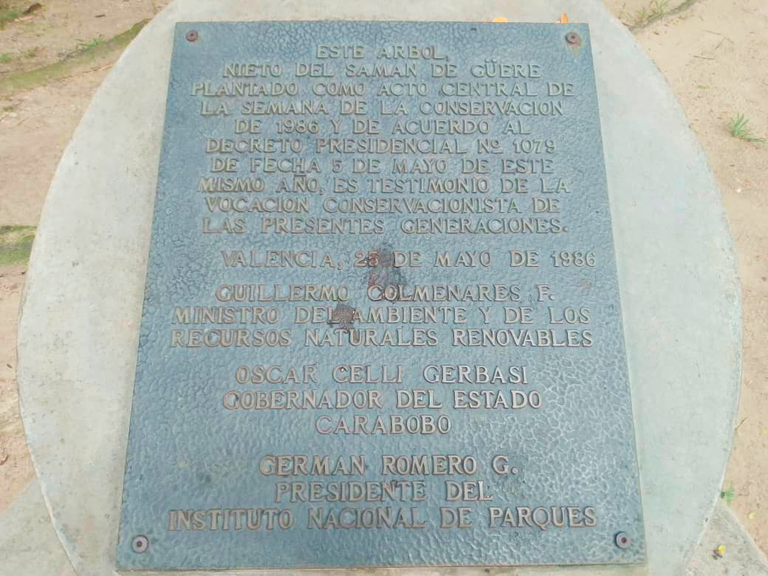 ESTE ARBOL,
NIETO DEL SAMAN DE GÜERE
PLANTADO COMO ACTO CENTRAL DE
LA SEMANA DE LA CONSERVACION
DE 1986 Y DE ACUERDO AL
DECRETO PRESIDENCIAL Nº 1079
DE FECHA 5 DE MAYO DE ESTE
MISMO AÑO, ES TESTIMONIO DE LA
VOCACION CONSERVACIONISTA DE
LAS PRESENTES GENERACIONES.
VALENCIA, 25 DE MAYO DE 1986
GUILLERMO COLMENARES F.
MINISTRO DEL AMBIENTE Y DE LOS
RECURSOS NATURALES RENOVABLES
OSCAR CELLI GERBASI
GOBERNADOR DEL ESTADO
CARABOBO
GERMAN ROMERO G.
PRESIDENTE DEL
INSTITUTO NACIONAL DE PARQUES